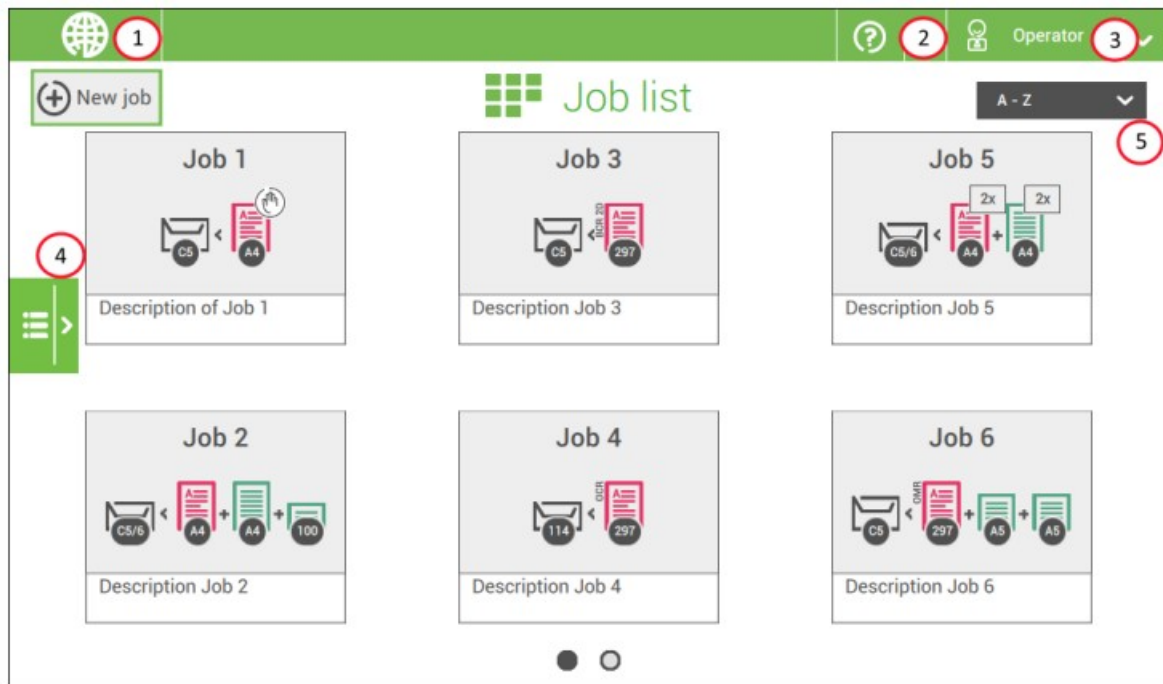 1
2
Operator
3
New job
Job list
A - Z
5
Job 1
C5
A4
Description of Job 1
Job 3
C5
BCR 2D
297
Description Job 3
Job 5
2x
2x
C5/6
A4
A4
Description Job 5
4
Job 2
C5/6
A4
A4
100
Description Job 2
Job 4
114
OCR
297
Description Job 4
Job 6
C5
OMR
297
A5
A5
Description Job 6